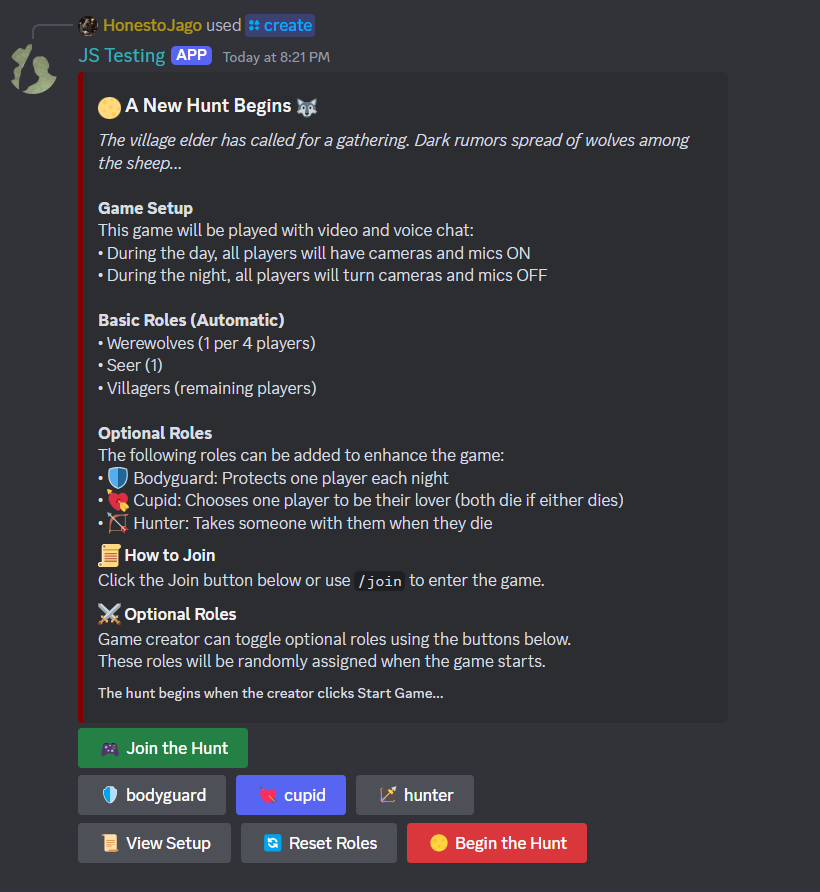 HonestoJago used create
JS Testing APP Today at 8:21 PM
A New Hunt Begins
The village elder has called for a gathering. Dark rumors spread of wolves among
the sheep...
Game Setup
This game will be played with video and voice chat:
• During the day, all players will have cameras and mics ON
• During the night, all players will turn cameras and mics OFF
Basic Roles (Automatic)
• Werewolves (1 per 4 players)
• Seer (1)
• Villagers (remaining players)
Optional Roles
The following roles can be added to enhance the game:
• 🛡️ Bodyguard: Protects one player each night
• 💘 Cupid: Chooses one player to be their lover (both die if either dies)
• 🏹 Hunter: Takes someone with them when they die
📜 How to Join
Click the Join button below or use /join to enter the game.
⚔️ Optional Roles
Game creator can toggle optional roles using the buttons below.
These roles will be randomly assigned when the game starts.
The hunt begins when the creator clicks Start Game...
Join the Hunt
bodyguard cupid hunter
View Setup Reset Roles Begin the Hunt